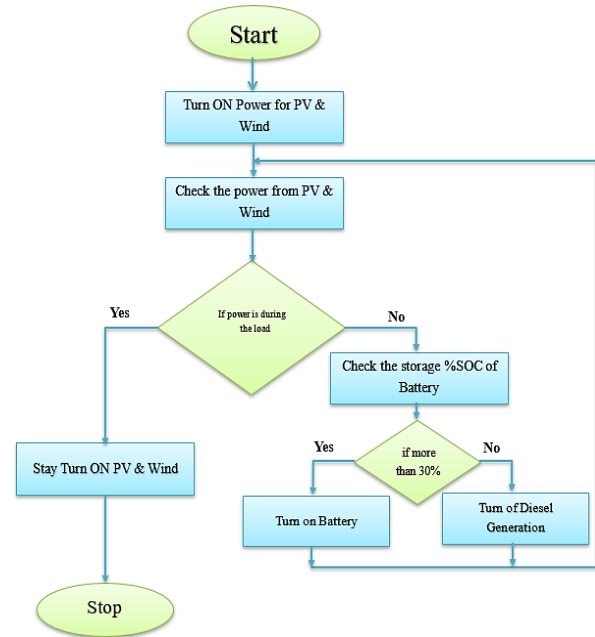 Start
Turn ON Power for PV &
Wind
Check the power from PV &
Wind
If power is during
the load
Yes
No
Check the storage %SOC of
Battery
if more
than 30%
Yes
No
Stay Turn ON PV & Wind
Turn on Battery
Turn of Diesel
Generation
Stop